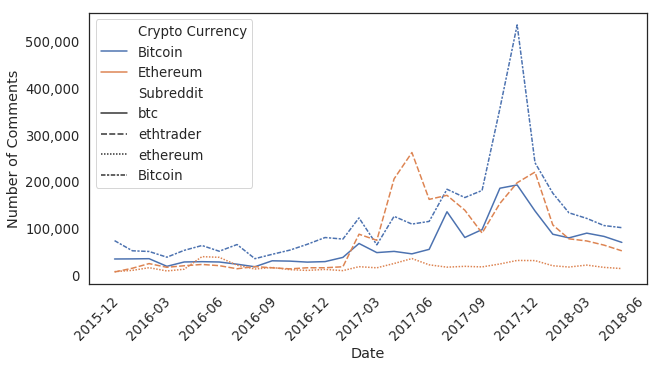 Crypto Currency
Bitcoin
Ethereum
Subreddit
btc
ethtrader
ethereum
Bitcoin
Number of Comments
500,000
400,000
300,000
200,000
100,000
0
2015-12
2016-03
2016-06
2016-09
2016-12
2017-03
2017-06
2017-09
2017-12
2018-03
2018-06
Date